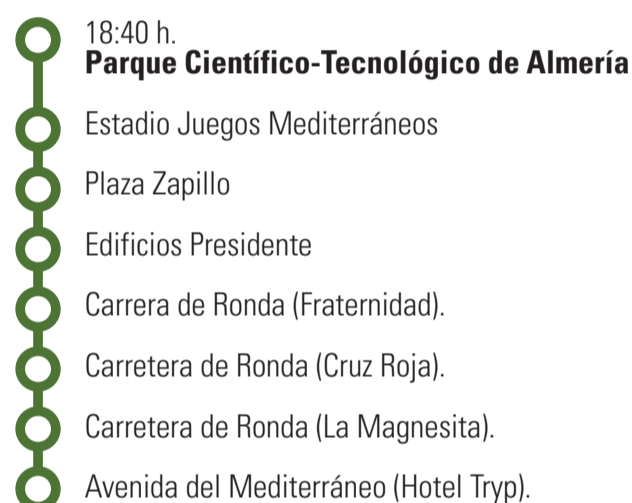 18:40 h.
Parque Científico-Tecnológico de Almería
Estadio Juegos Mediterráneos
Plaza Zapillo
Edificios Presidente
Carrera de Ronda (Fraternidad).
Carretera de Ronda (Cruz Roja).
Carretera de Ronda (La Magnesita).
Avenida del Mediterráneo (Hotel Tryp).